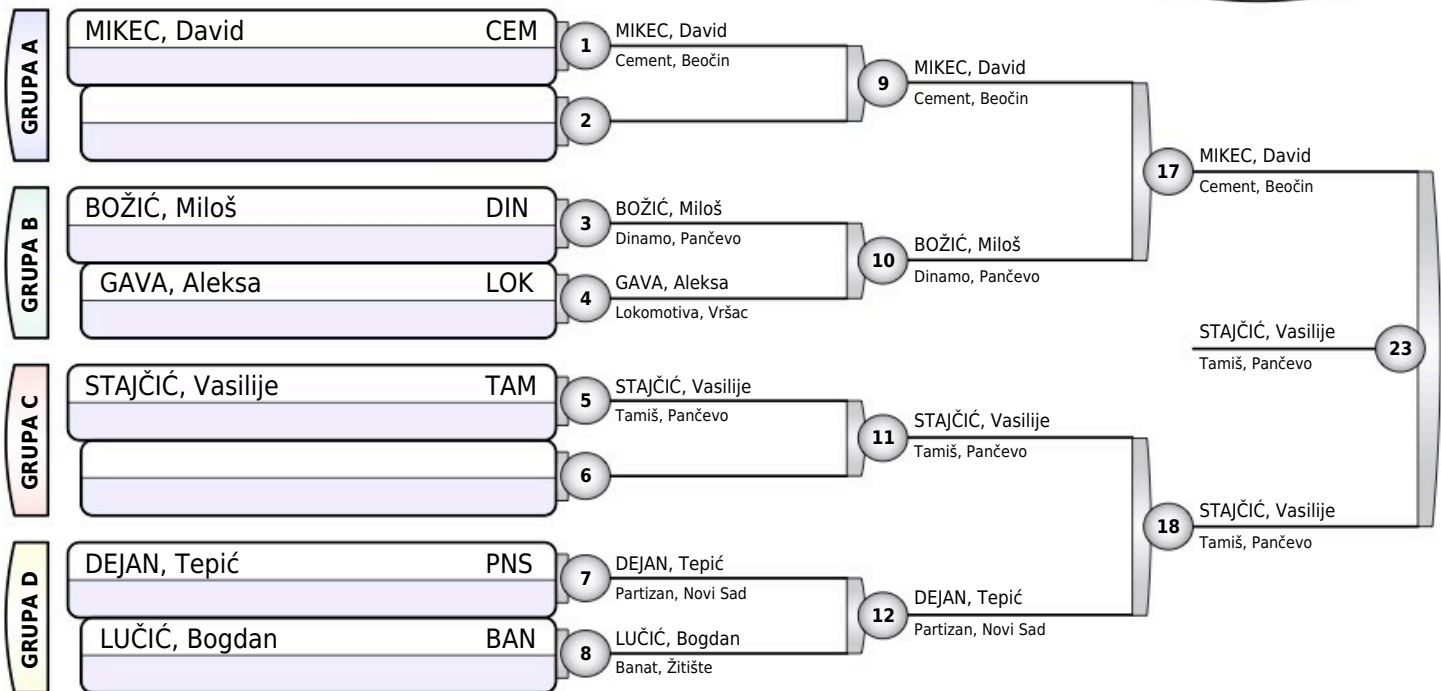 GRUPA A
MIKEC, David CEM
1
MIKEC, David
Cement, Beočin
2
9
MIKEC, David
Cement, Beočin
GRUPA B
BOŽIĆ, Miloš DIN
3
BOŽIĆ, Miloš
Dinamo, Pančevo
GAVA, Aleksa LOK
4
GAVA, Aleksa
Lokomotiva, Vršac
10
BOŽIĆ, Miloš
Dinamo, Pančevo
17
MIKEC, David
Cement, Beočin
GRUPA C
STAJČIĆ, Vasilije TAM
5
STAJČIĆ, Vasilije
Tamiš, Pančevo
6
11
STAJČIĆ, Vasilije
Tamiš, Pančevo
GRUPA D
DEJAN, Tepić PNS
7
DEJAN, Tepić
Partizan, Novi Sad
LUČIĆ, Bogdan BAN
8
LUČIĆ, Bogdan
Banat, Žitište
12
DEJAN, Tepić
Partizan, Novi Sad
18
STAJČIĆ, Vasilije
Tamiš, Pančevo
STAJČIĆ, Vasilije
Tamiš, Pančevo
23